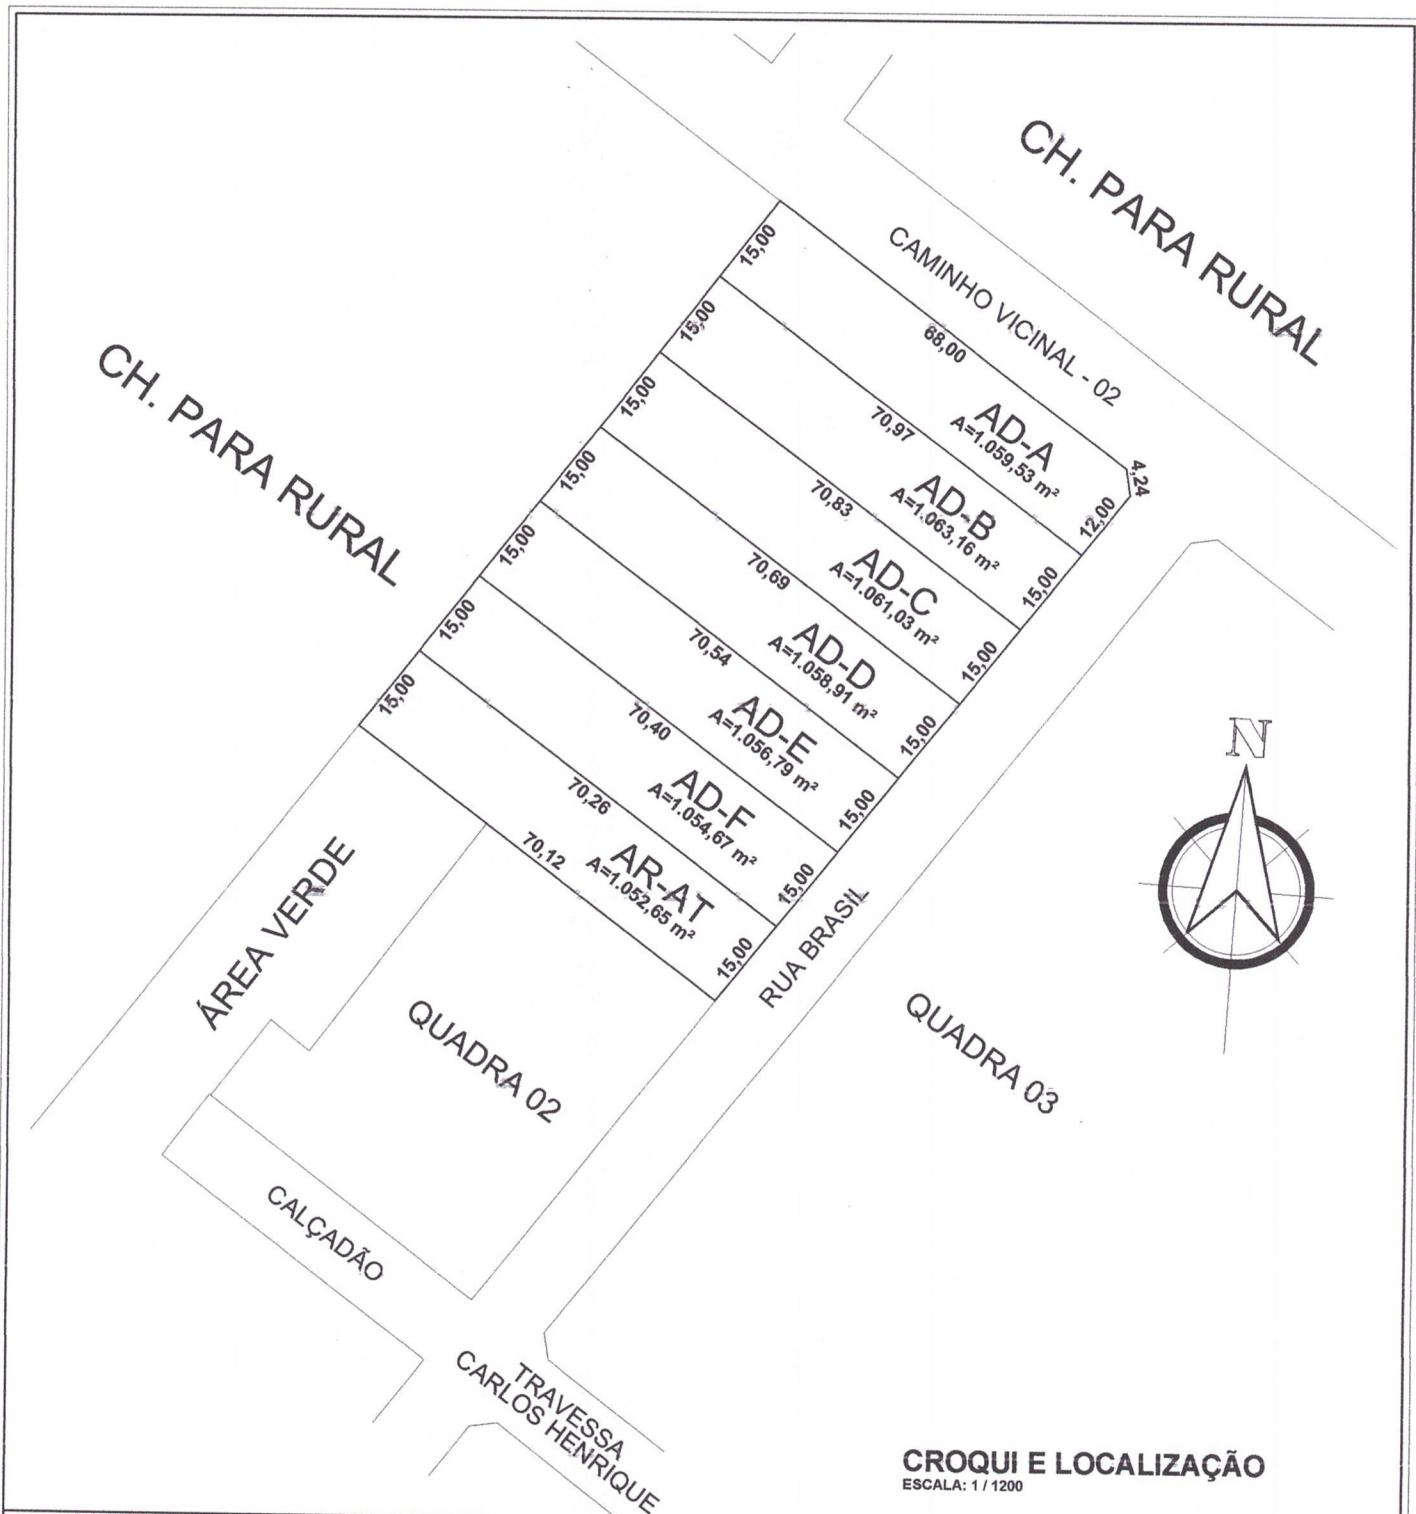 CH. PARA RURAL
CAMINHO VICINAL - 02
15,00
68,00
AD-A
A=1.059,53 m²
4,24
12,00
15,00
70,97
AD-B
A=1.063,16 m²
15,00
15,00
70,83
AD-C
A=1.061,03 m²
15,00
15,00
70,69
AD-D
A=1.058,91 m²
15,00
15,00
70,54
AD-E
A=1.056,79 m²
15,00
15,00
70,40
AD-F
A=1.054,67 m²
15,00
15,00
70,26
AR-AT
A=1.052,65 m²
15,00
70,12
CH. PARA RURAL
N
ÁREA VERDE
RUA BRASIL
QUADRA 02
QUADRA 03
CALÇADÃO
TRAVESSA
CARLOS HENRIQUE
CROQUI E LOCALIZAÇÃO
ESCALA: 1 / 1200